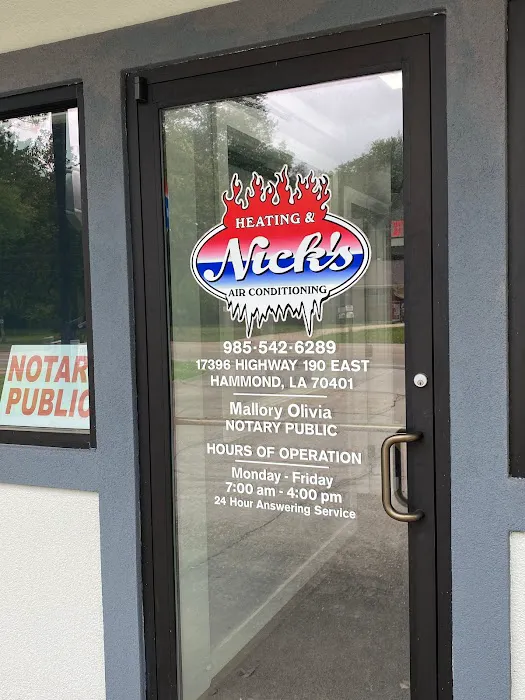 HEATING &
Nick's
AIR CONDITIONING
985-542-6289
17396 HIGHWAY 190 EAST
HAMMOND, LA 70401
Mallory Olivia
NOTARY PUBLIC
HOURS OF OPERATION
Monday - Friday
7:00 am - 4:00 pm
24 Hour Answering Service
NOTARY
PUBLIC